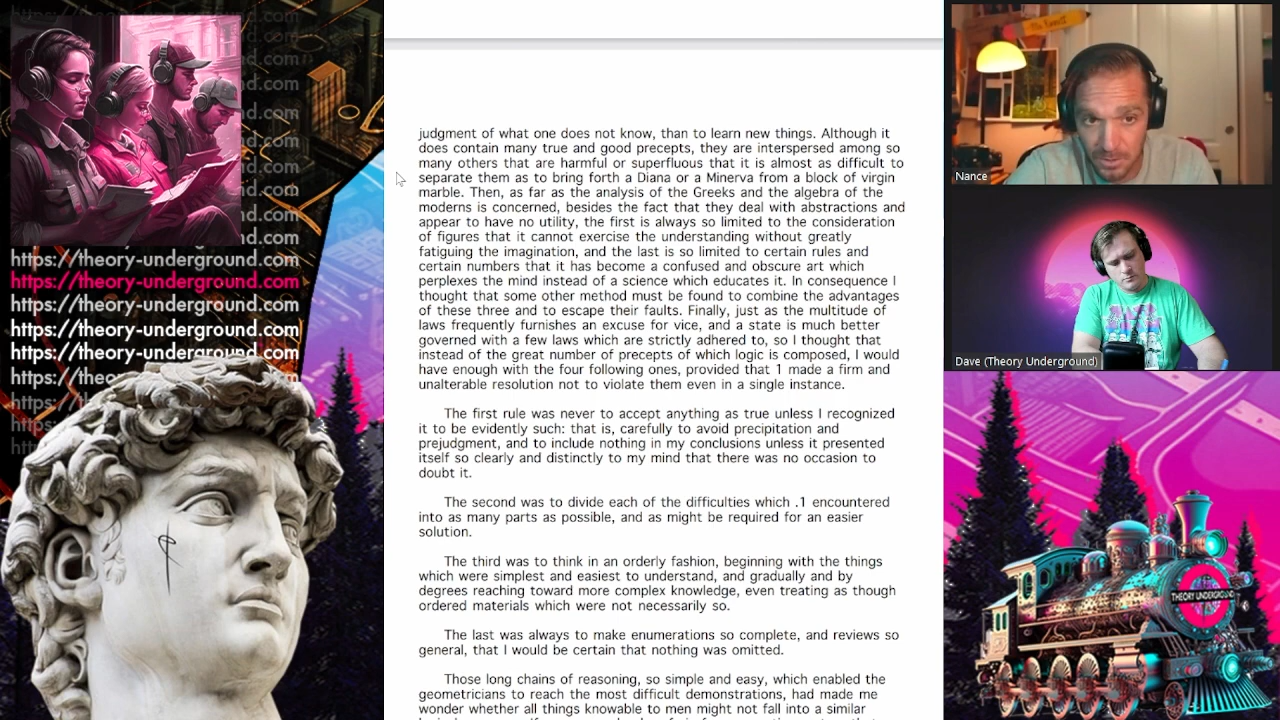 https://theory-underground.com
https://theory-underground.com
https://theory-underground.com
https://theory-underground.com
https://theory-underground.com
judgment of what one does not know, than to learn new things. Although it
does contain many true and good precepts, they are interspersed among so
many others that are harmful or superfluous that it is almost as difficult to
separate them as to bring forth a Diana or a Minerva from a block of virgin
marble. Then, as far as the analysis of the Greeks and the algebra of the
moderns is concerned, besides the fact that they deal with abstractions and
appear to have no utility, the first is always so limited to the consideration
of figures that it cannot exercise the understanding without greatly
fatiguing the imagination, and the last is so limited to certain rules and
certain numbers that it has become a confused and obscure art which
perplexes the mind instead of a science which educates it. In consequence I
thought that some other method must be found to combine the advantages
of these three and to escape their faults. Finally, just as the multitude of
laws frequently furnishes an excuse for vice, and a state is much better
governed with a few laws which are strictly adhered to, so I thought that
instead of the great number of precepts of which logic is composed, I would
have enough with the four following ones, provided that 1 made a firm and
unalterable resolution not to violate them even in a single instance.
The first rule was never to accept anything as true unless I recognized
it to be evidently such: that is, carefully to avoid precipitation and
prejudgment, and to include nothing in my conclusions unless it presented
itself so clearly and distinctly to my mind that there was no occasion to
doubt it.
The second was to divide each of the difficulties which .1 encountered
into as many parts as possible, and as might be required for an easier
solution.
The third was to think in an orderly fashion, beginning with the things
which were simplest and easiest to understand, and gradually and by
degrees reaching toward more complex knowledge, even treating as though
ordered materials which were not necessarily so.
The last was always to make enumerations so complete, and reviews so
general, that I would be certain that nothing was omitted.
Those long chains of reasoning, so simple and easy, which enabled the
geometricians to reach the most difficult demonstrations, had made me
wonder whether all things knowable to men might not fall into a similar
Nance
Dave (Theory Underground)
THEORY UNDERGROUND